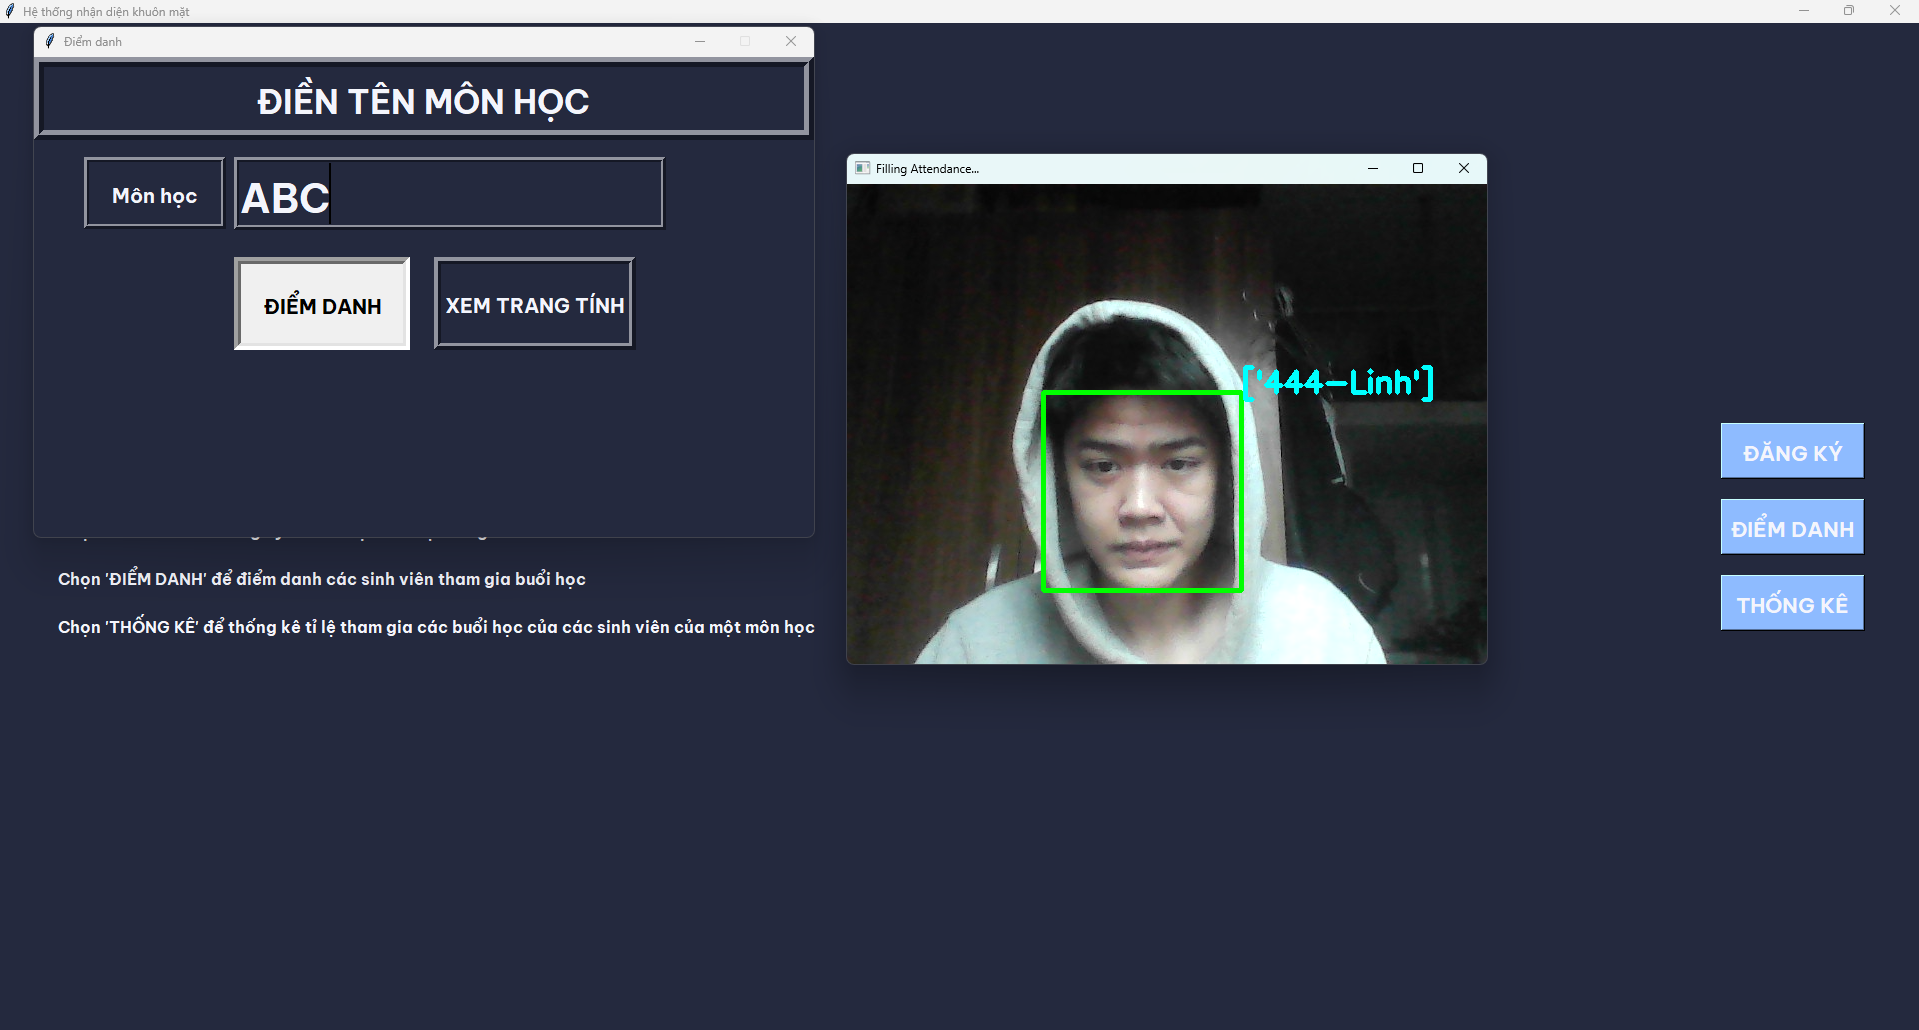 Hệ thống nhận diện khuôn mặt
Điểm danh
ĐIỀN TÊN MÔN HỌC
Môn học
ABC
ĐIỂM DANH
XEM TRANG TÍNH
Chọn 'ĐIỂM DANH' để điểm danh các sinh viên tham gia buổi học
Chọn 'THỐNG KÊ' để thống kê tỉ lệ tham gia các buổi học của các sinh viên của một môn học
Filling Attendance...
['444-Linh']
ĐĂNG KÝ
ĐIỂM DANH
THỐNG KÊ